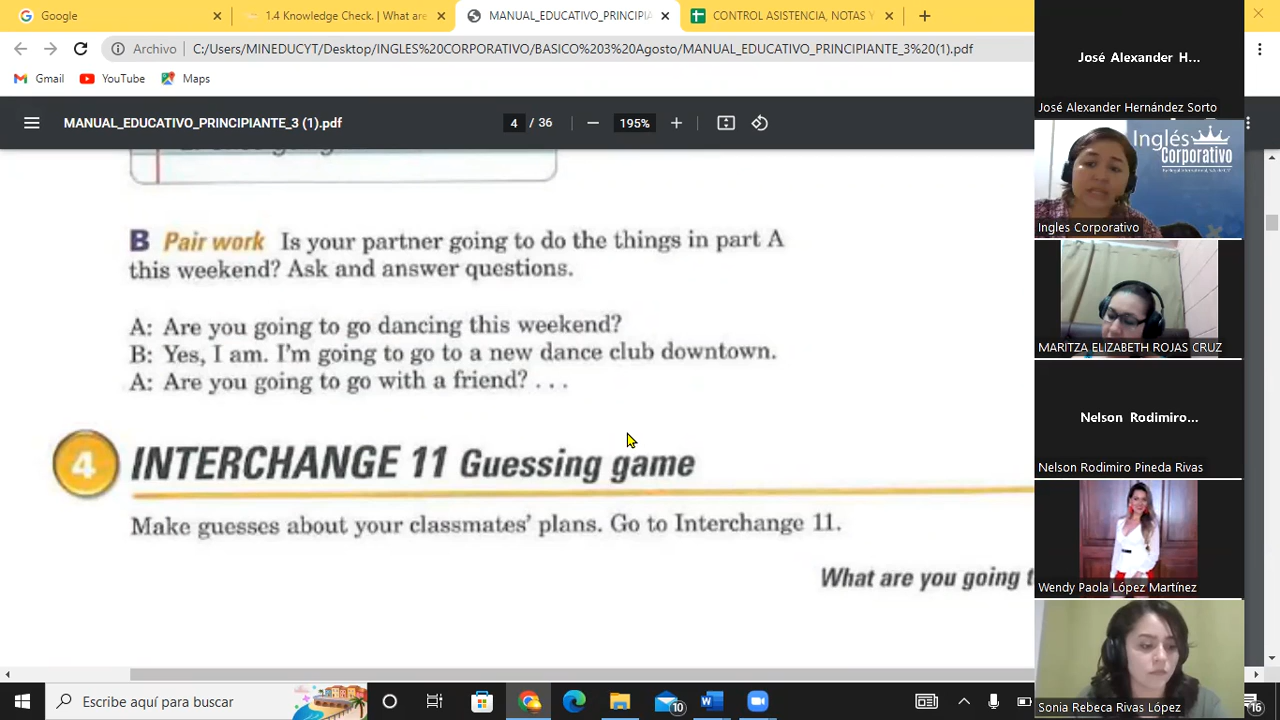 Google
1.4 Knowledge Check. | What are
MANUAL_EDUCATIVO_PRINCIPIA
CONTROL ASISTENCIA, NOTAS Y
Archivo
C:/Users/MINEDUCYT/Desktop/INGLES%20CORPORATIVO/BASICO%203%20Agosto/MANUAL_EDUCATIVO_PRINCIPIANTE_3%20(1).pdf
Gmail
YouTube
Maps
MANUAL_EDUCATIVO_PRINCIPIANTE_3 (1).pdf
4 / 36
195%
B Pair work Is your partner going to do the things in part A
this weekend? Ask and answer questions.
A: Are you going to go dancing this weekend?
B: Yes, I am. I'm going to go to a new dance club downtown.
A: Are you going to go with a friend? . . .
4 INTERCHANGE 11 Guessing game
Make guesses about your classmates' plans. Go to Interchange 11.
What are you going t
José Alexander H...
José Alexander Hernández Sorto
Inglés
Corporativo
Ingles Corporativo
MARITZA ELIZABETH ROJAS CRUZ
Nelson Rodimiro...
Nelson Rodimiro Pineda Rivas
Wendy Paola López Martínez
Sonia Rebeca Rivas López
Escribe aquí para buscar
10
16